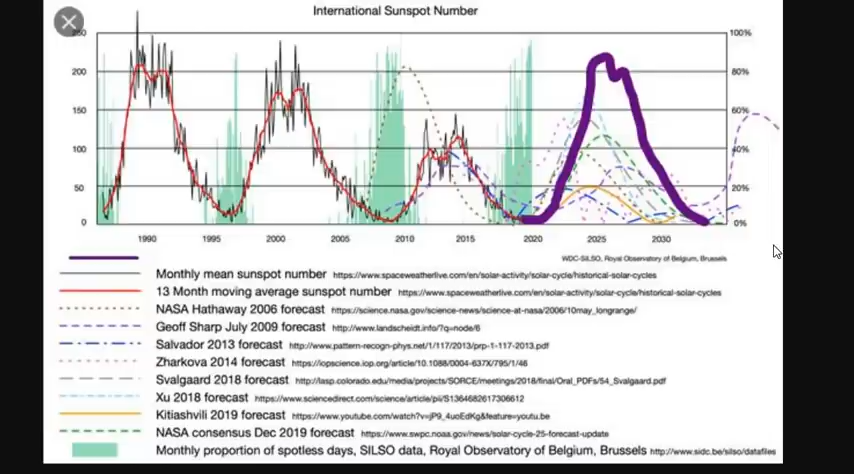 International Sunspot Number
250 100%
200 80%
150 60%
100 40%
50 20%
0 0%
1990 1995 2000 2005 2010 2015 2020 2025 2030
WDC-SILSO, Royal Observatory of Belgium, Brussels
Monthly mean sunspot number https://www.spaceweatherlive.com/en/solar-activity/solar-cycle/historical-solar-cycles
13 Month moving average sunspot number https://www.spaceweatherlive.com/en/solar-activity/solar-cycle/historical-solar-cycles
NASA Hathaway 2006 forecast https://science.nasa.gov/science-news/science-at-nasa/2006/10may_longrange/
Geoff Sharp July 2009 forecast http://www.landscheidt.info/?q=node/6
Salvador 2013 forecast http://www.pattern-recogn-phys.net/1/117/2013/prp-1-117-2013.pdf
Zharkova 2014 forecast https://iopscience.iop.org/article/10.1088/0004-637X/795/1/46
Svalgaard 2018 forecast http://lasp.colorado.edu/media/projects/SORCE/meetings/2018/final/Oral_PDFs/54_Svalgaard.pdf
Xu 2018 forecast https://www.sciencedirect.com/science/article/pii/S1364682617306612
Kitiashvili 2019 forecast https://www.youtube.com/watch?v=jP9_4uoEdKg&feature=youtu.be
NASA consensus Dec 2019 forecast https://www.swpc.noaa.gov/news/solar-cycle-25-forecast-update
Monthly proportion of spotless days, SILSO data, Royal Observatory of Belgium, Brussels http://www.sidc.be/silso/datafiles